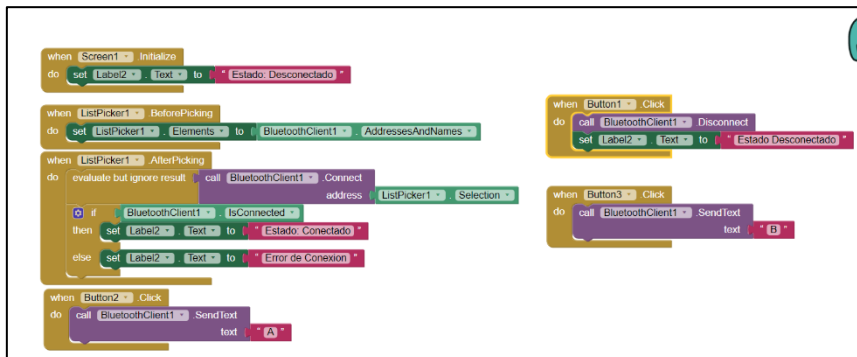 when Screen1 .Initialize
do set Label2 . Text to " Estado: Desconectado "
when ListPicker1 .BeforePicking
do set ListPicker1 . Elements to BluetoothClient1 . AddressesAndNames
when ListPicker1 .AfterPicking
do evaluate but ignore result call BluetoothClient1 .Connect
address ListPicker1 . Selection
if BluetoothClient1 . IsConnected
then set Label2 . Text to " Estado: Conectado "
else set Label2 . Text to " Error de Conexion "
when Button2 .Click
do call BluetoothClient1 .SendText
text " A "
when Button1 .Click
do call BluetoothClient1 .Disconnect
set Label2 . Text to " Estado Desconectado "
when Button3 .Click
do call BluetoothClient1 .SendText
text " B "